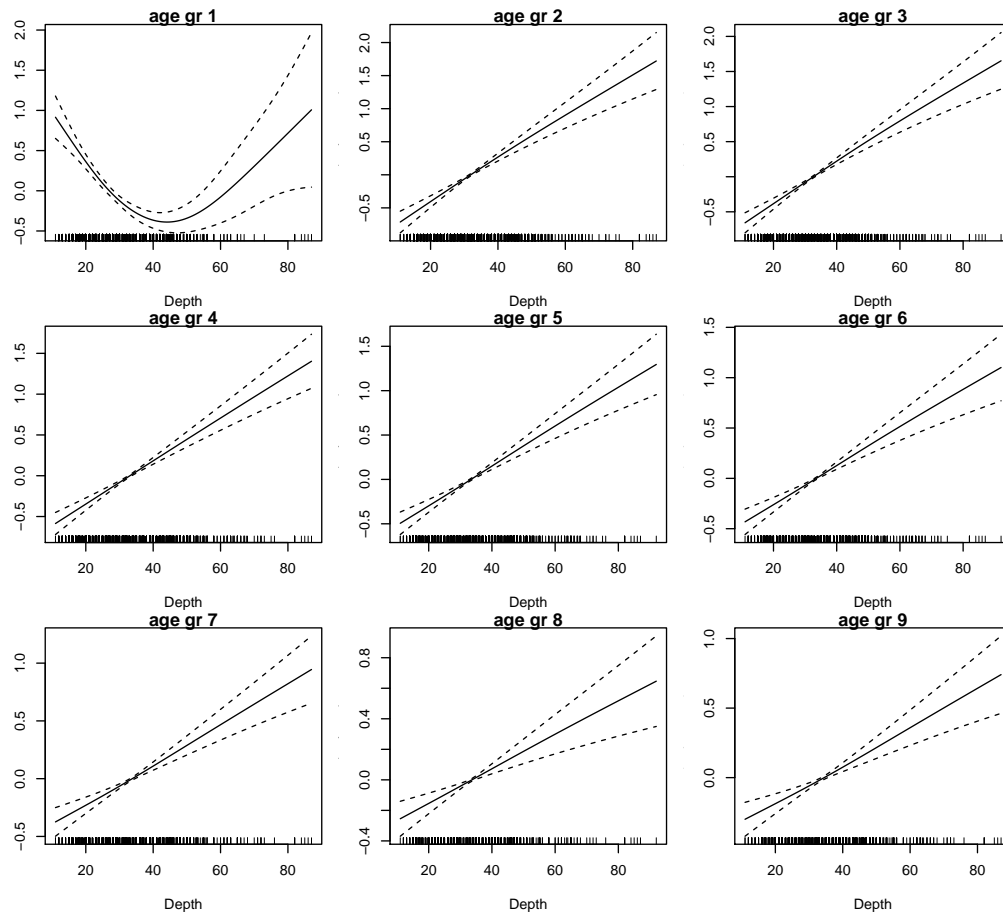 age gr 1
−0.5 0.0 0.5 1.0 1.5 2.0
20 40 60 80
Depth
age gr 2
−0.5 0.5 1.0 1.5 2.0
20 40 60 80
Depth
age gr 3
−0.5 0.5 1.0 1.5 2.0
20 40 60 80
Depth
age gr 4
−0.5 0.0 0.5 1.0 1.5
20 40 60 80
Depth
age gr 5
−0.5 0.0 0.5 1.0 1.5
20 40 60 80
Depth
age gr 6
−0.5 0.0 0.5 1.0 1.5
20 40 60 80
Depth
age gr 7
−0.5 0.0 0.5 1.0
20 40 60 80
Depth
age gr 8
−0.4 0.0 0.4 0.8
20 40 60 80
Depth
age gr 9
0.0 0.5 1.0
20 40 60 80
Depth